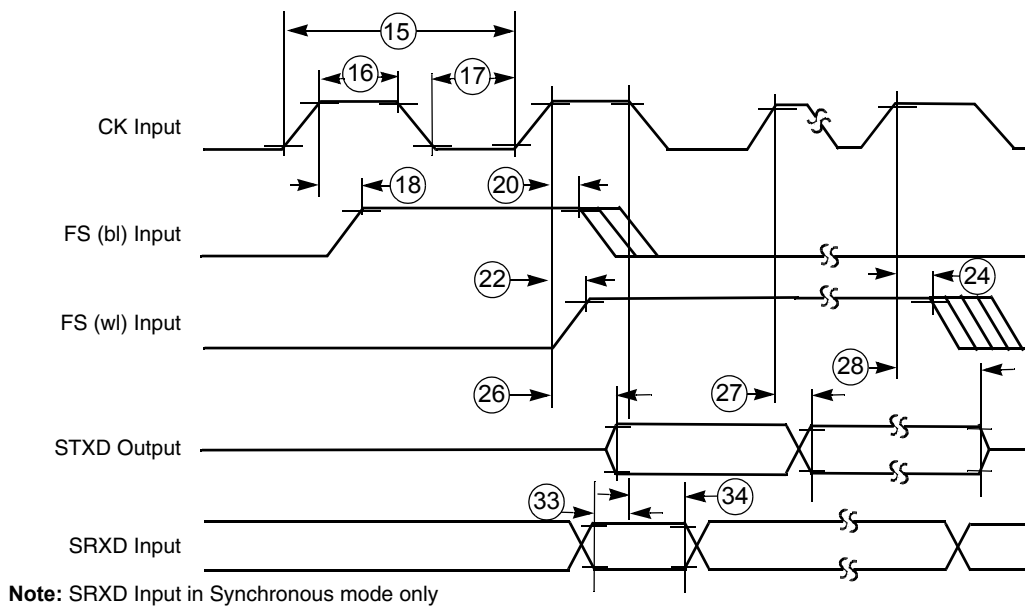 15
16
17
CK Input
18
20
FS (bl) Input
22
24
FS (wl) Input
28
26
27
STXD Output
33
34
SRXD Input
Note: SRXD Input in Synchronous mode only